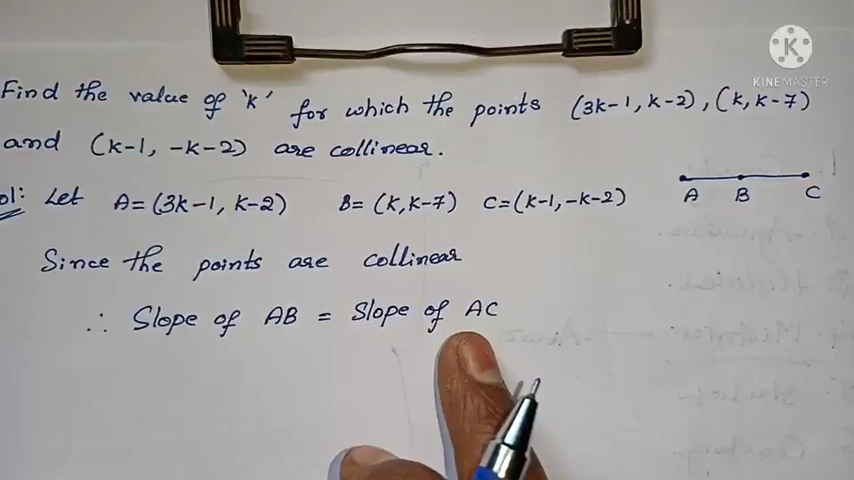 KINEMASTER
Find the value of 'k' for which the points (3k-1, k-2), (k, k-7)
and (k-1, -k-2) are collinear.
ol: Let A=(3k-1, k-2) B=(k, k-7) C=(k-1, -k-2)
A B C
Since the points are collinear
∴ Slope of AB = Slope of AC